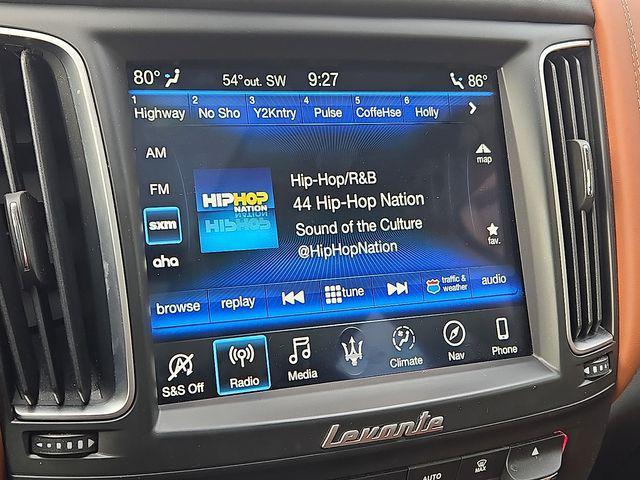 80° 54°out. SW 9:27 86°
1 Highway 2 No Sho 3 Y2Kntry 4 Pulse 5 CoffeHse 6 Holly
AM
FM
sxm
aha
HIPHOP
NATION
Hip-Hop/R&B
44 Hip-Hop Nation
Sound of the Culture
@HipHopNation
map
fav.
browse replay tune traffic & weather audio
S&S Off Radio Media Climate Nav Phone
Levante
AUTO MAX